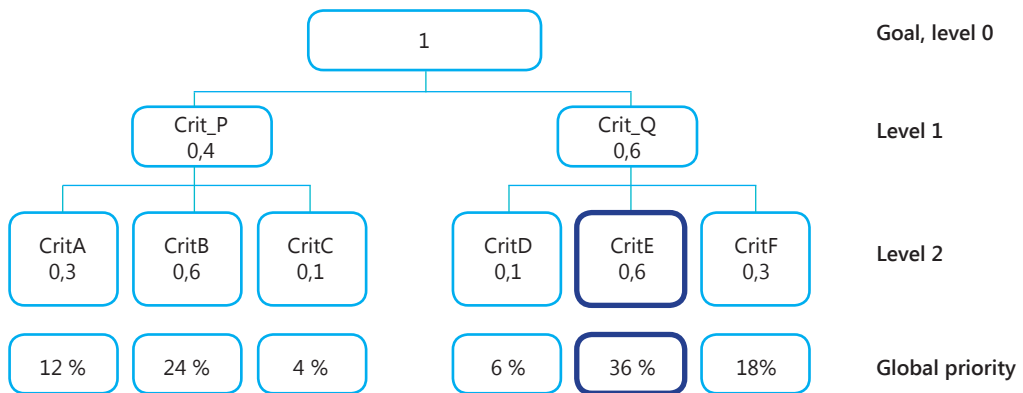 1
Goal, level 0
Crit_P
0,4
Crit_Q
0,6
Level 1
CritA
0,3
CritB
0,6
CritC
0,1
CritD
0,1
CritE
0,6
CritF
0,3
Level 2
12 %
24 %
4 %
6 %
36 %
18%
Global priority